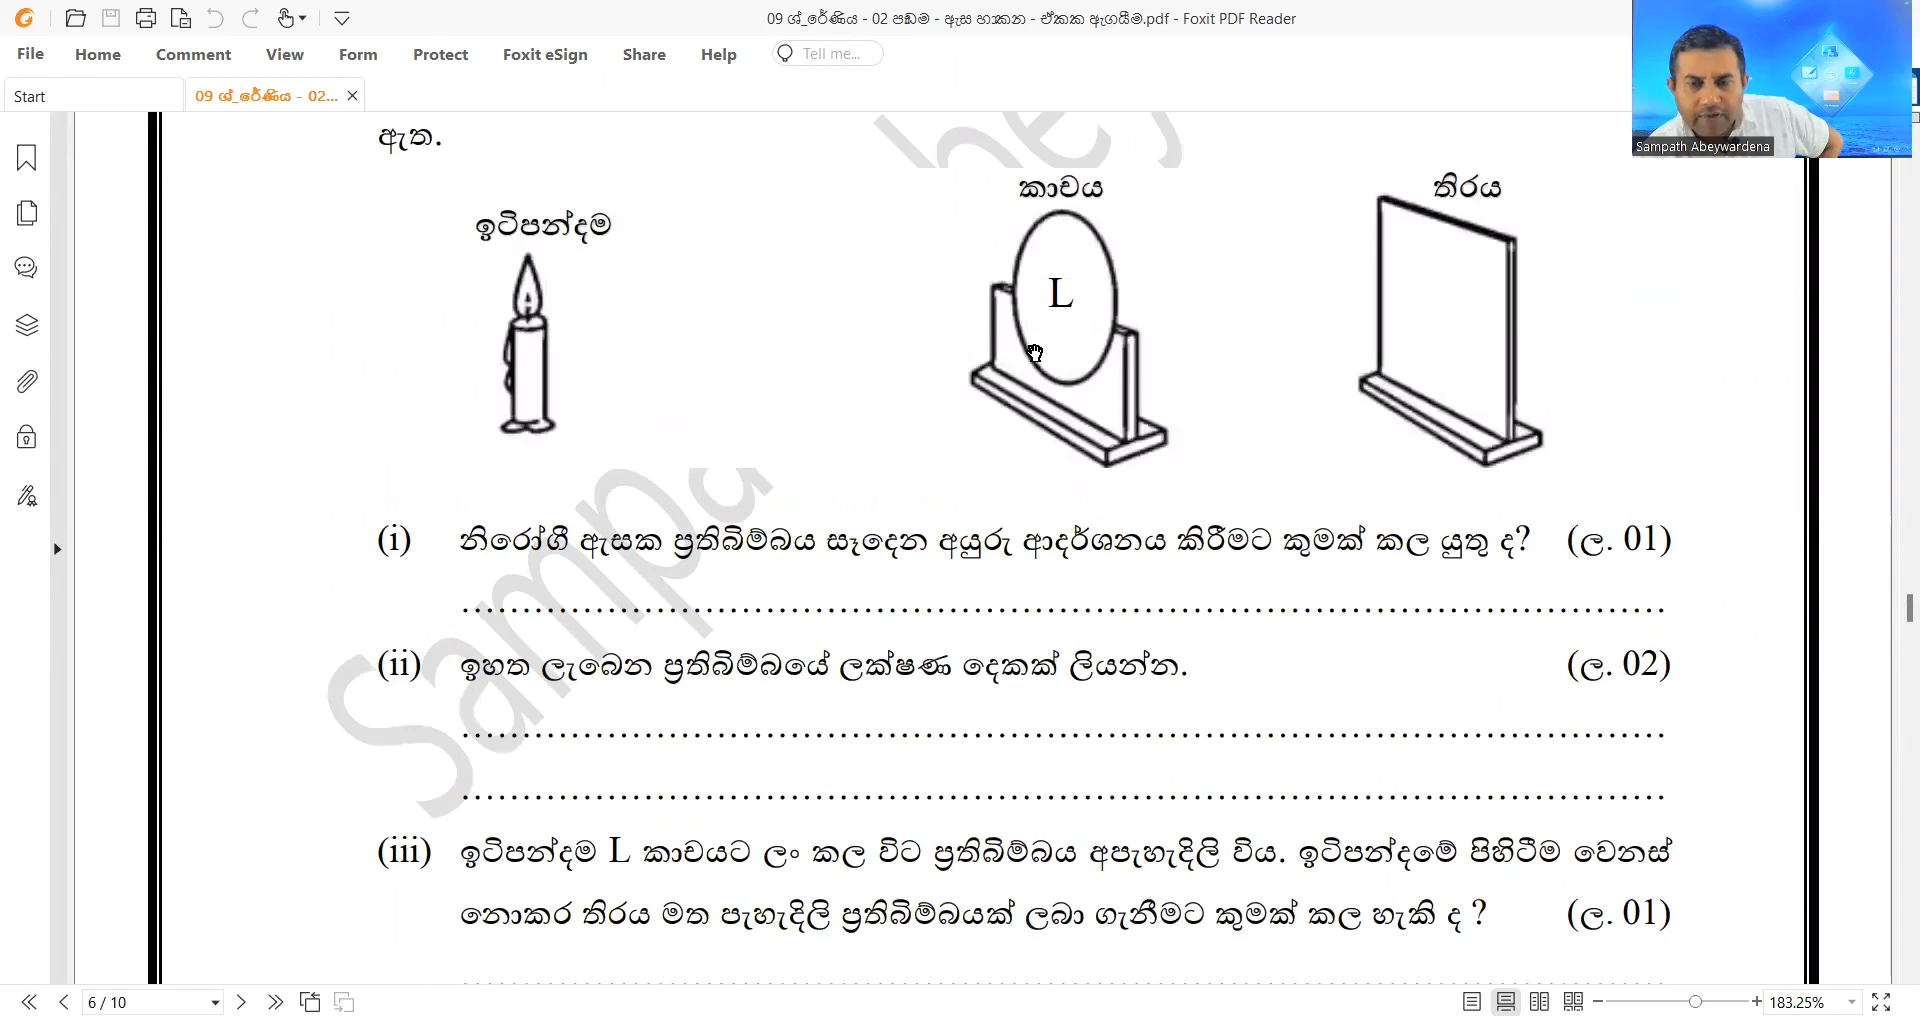 09 ශ්‍රේණිය - 02 පාඩම - ඇස හා කන - ඒකක ඇගයීම.pdf - Foxit PDF Reader
File Home Comment View Form Protect Foxit eSign Share Help Tell me...
Start
09 ශ්‍රේණිය - 02...
Sampath Abeywardena
ඇත.
කාචය
තිරය
ඉටිපන්දම
L
(i) නිරෝගී ඇසක ප්‍රතිබිම්බය සෑදෙන අයුරු ආදර්ශනය කිරීමට කුමක් කල යුතු ද? (ල. 01)
(ii) ඉහත ලැබෙන ප්‍රතිබිම්බයේ ලක්ෂණ දෙකක් ලියන්න. (ල. 02)
(iii) ඉටිපන්දම L කාචයට ලං කල විට ප්‍රතිබිම්බය අපැහැදිලි විය. ඉටිපන්දමේ පිහිටීම වෙනස්
නොකර තිරය මත පැහැදිලි ප්‍රතිබිම්බයක් ලබා ගැනීමට කුමක් කල හැකි ද ? (ල. 01)
6 / 10
183.25%